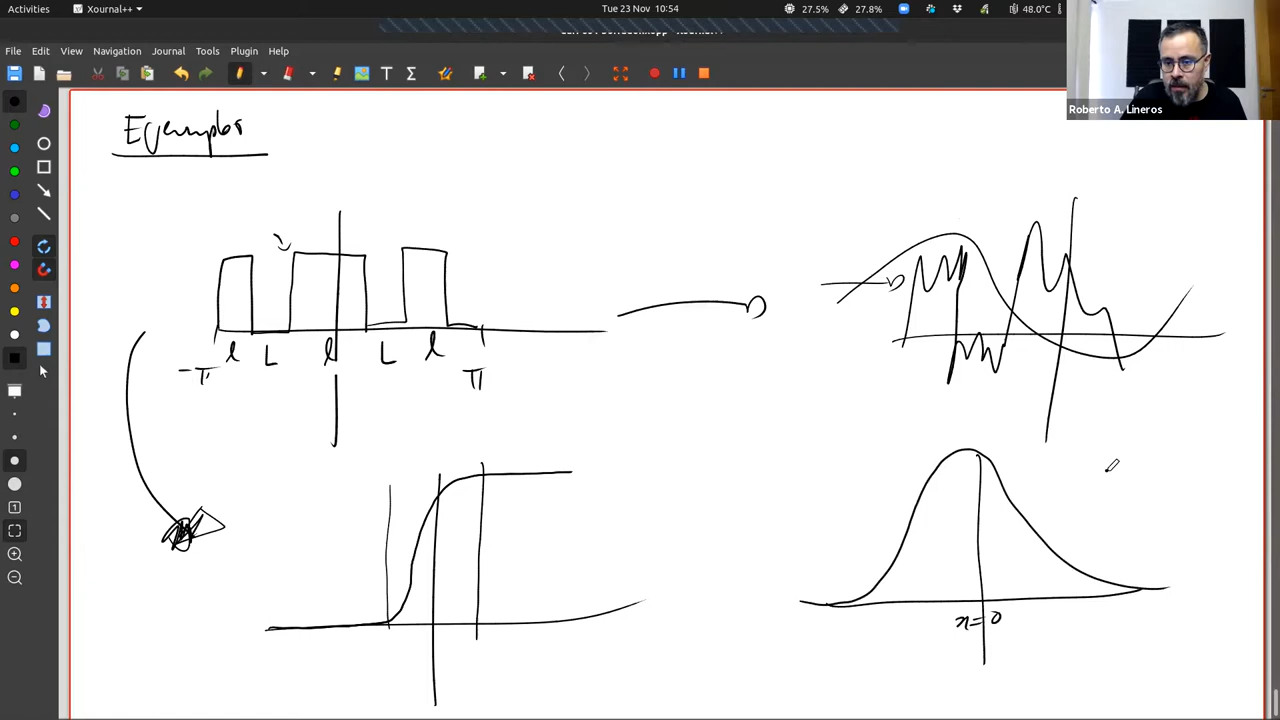 Activities Xournal++ Tue 23 Nov 10:54 27.5% 27.8% 48.0°C
File Edit View Navigation Journal Tools Plugin Help
Roberto A. Lineros
Ejemplos
l L l L l
-π π
n=0